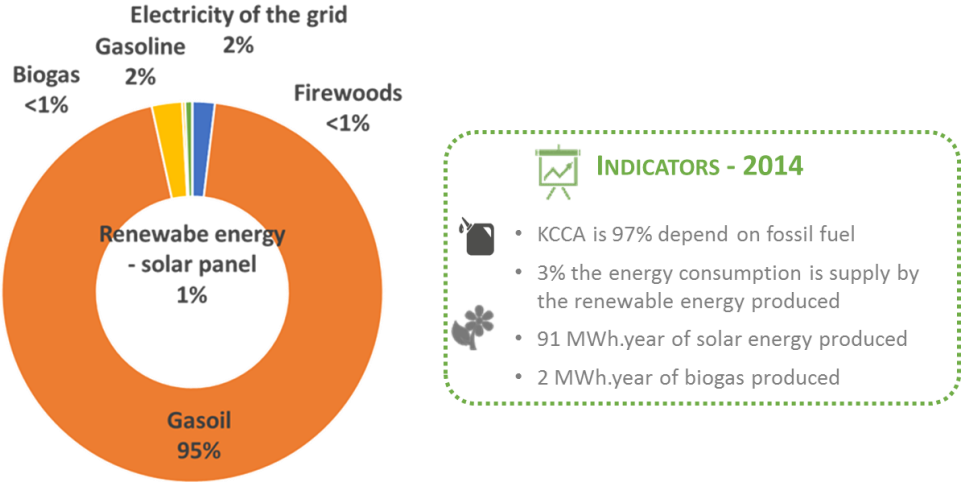 Electricity of the grid
2%
Gasoline
2%
Biogas
<1%
Firewoods
<1%
Renewabe energy
- solar panel
1%
Gasoil
95%
INDICATORS - 2014
• KCCA is 97% depend on fossil fuel
• 3% the energy consumption is supply by
the renewable energy produced
• 91 MWh.year of solar energy produced
• 2 MWh.year of biogas produced